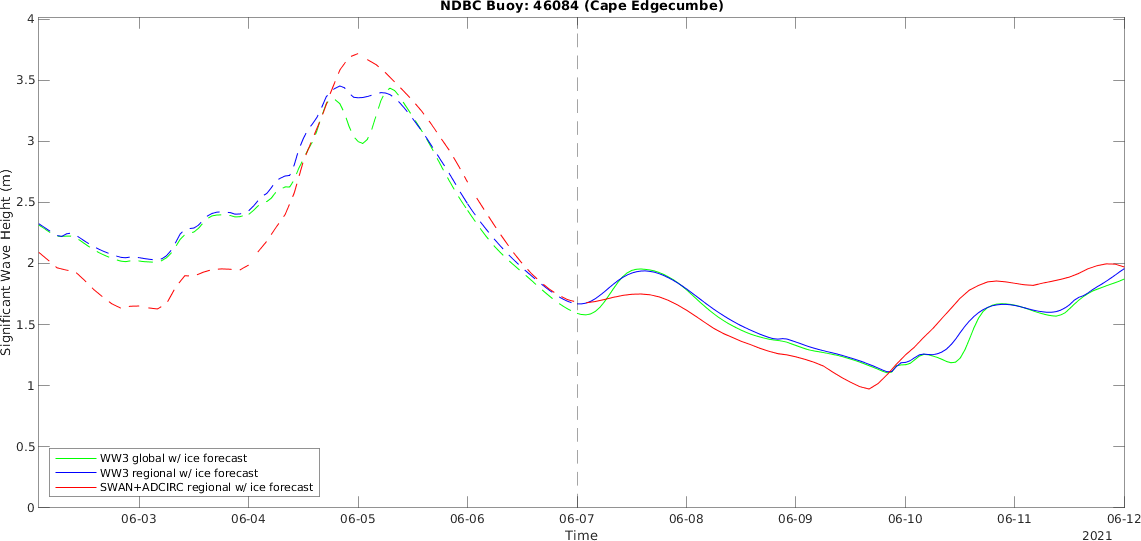 NDBC Buoy: 46084 (Cape Edgecumbe)
Significant Wave Height (m)
4
3.5
3
2.5
2
1.5
1
0.5
0
WW3 global w/ ice forecast
WW3 regional w/ ice forecast
SWAN+ADCIRC regional w/ ice forecast
06-03 06-04 06-05 06-06 06-07 06-08 06-09 06-10 06-11 06-12
Time
2021